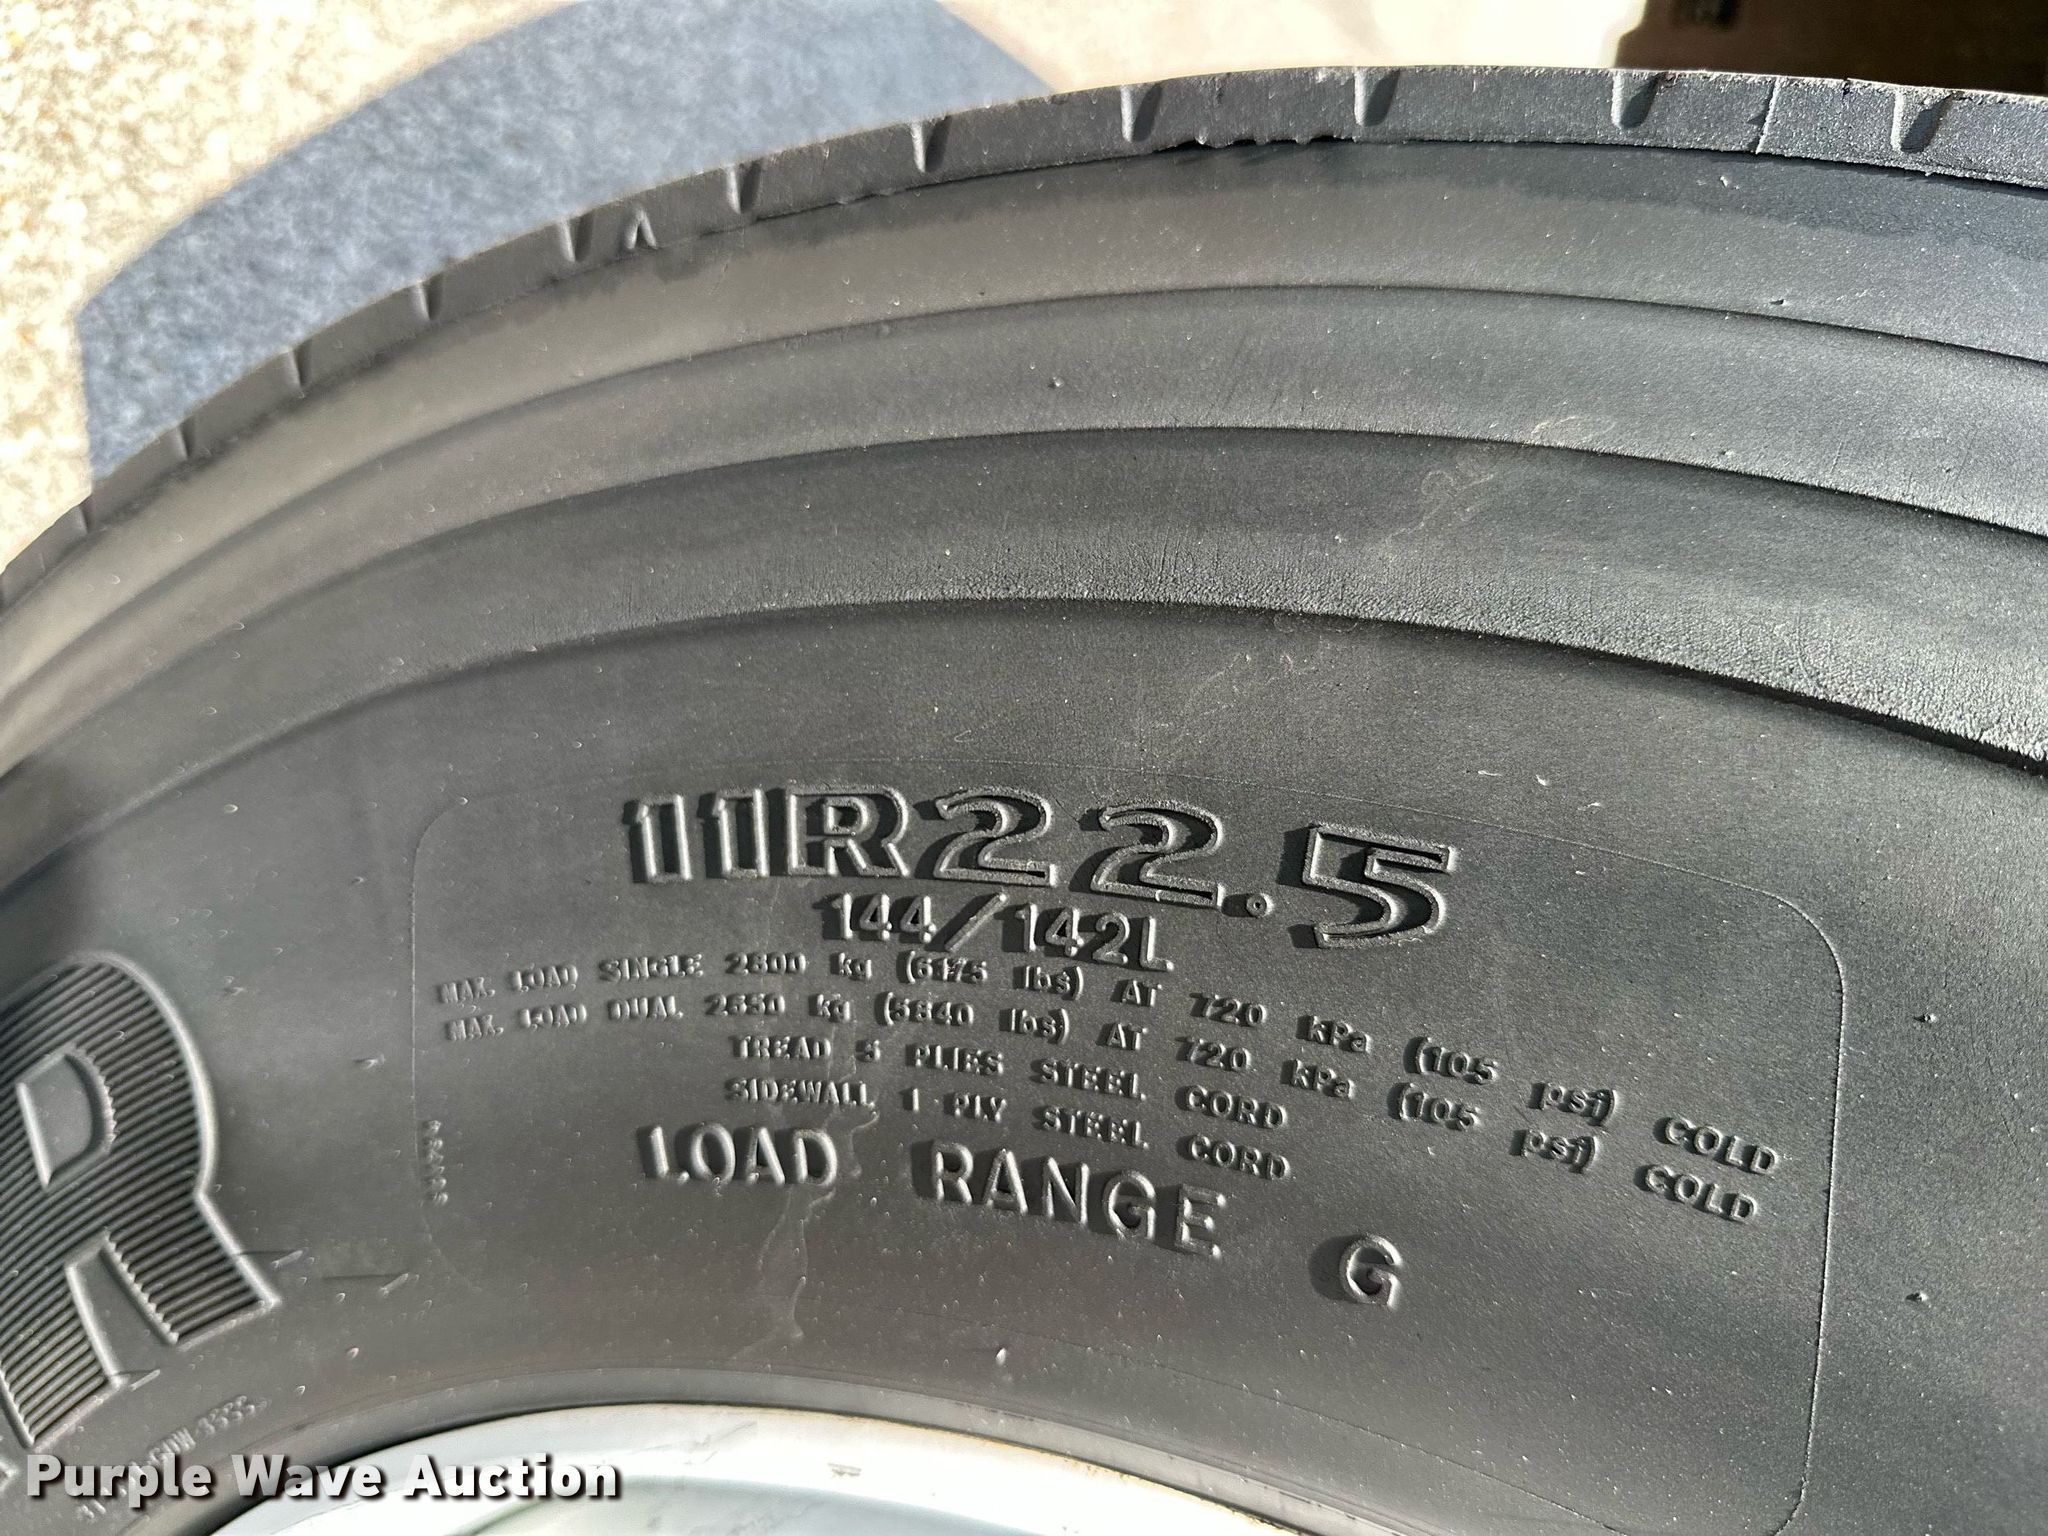 11R22.5
144/142L
MAX. LOAD SINGLE 2800 kg (6175 lbs) AT 720 kPa (105 psi) COLD
MAX. LOAD DUAL 2650 kg (5840 lbs) AT 720 kPa (105 psi) COLD
TREAD 5 PLIES STEEL CORD
SIDEWALL 1 PLY STEEL CORD
LOAD RANGE G
R
Purple Wave Auction